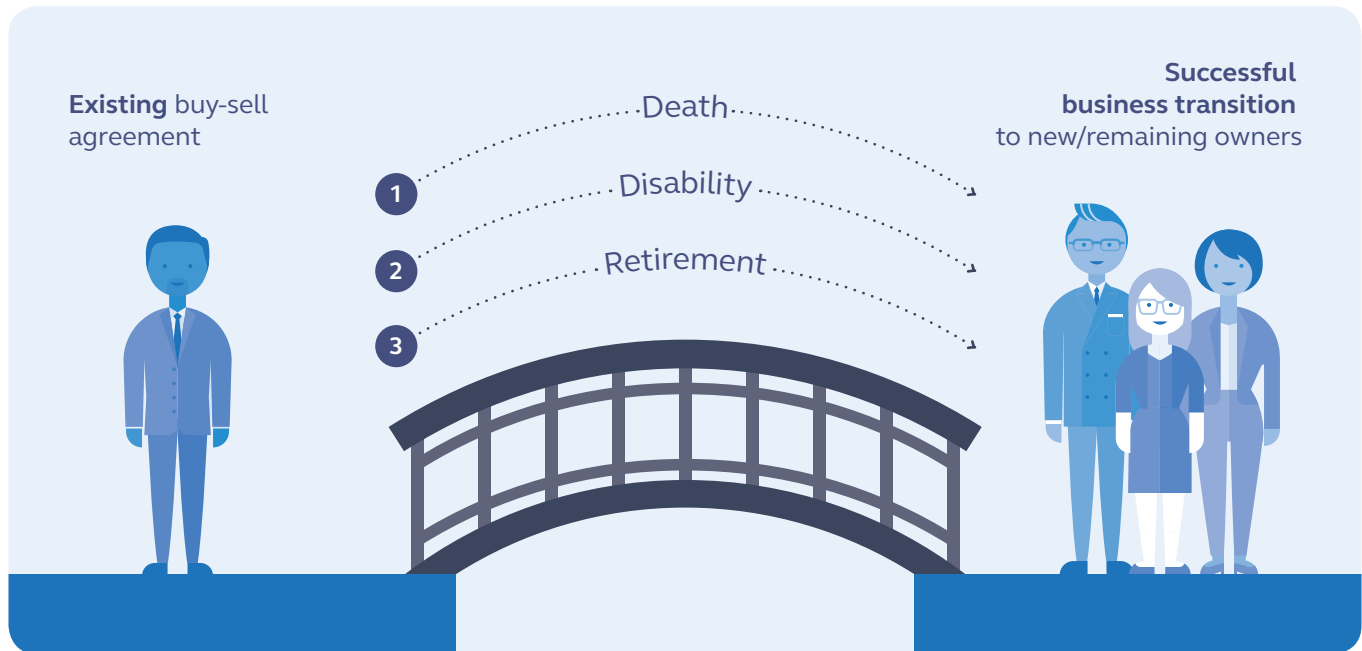 Existing buy-sell
agreement
1
Death
2
Disability
3
Retirement
Successful
business transition
to new/remaining owners